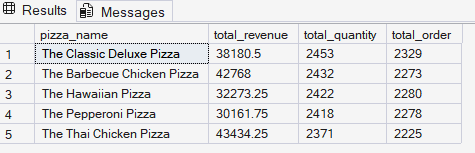 Results Messages
pizza_name total_revenue total_quantity total_order
1 The Classic Deluxe Pizza 38180.5 2453 2329
2 The Barbecue Chicken Pizza 42768 2432 2273
3 The Hawaiian Pizza 32273.25 2422 2280
4 The Pepperoni Pizza 30161.75 2418 2278
5 The Thai Chicken Pizza 43434.25 2371 2225